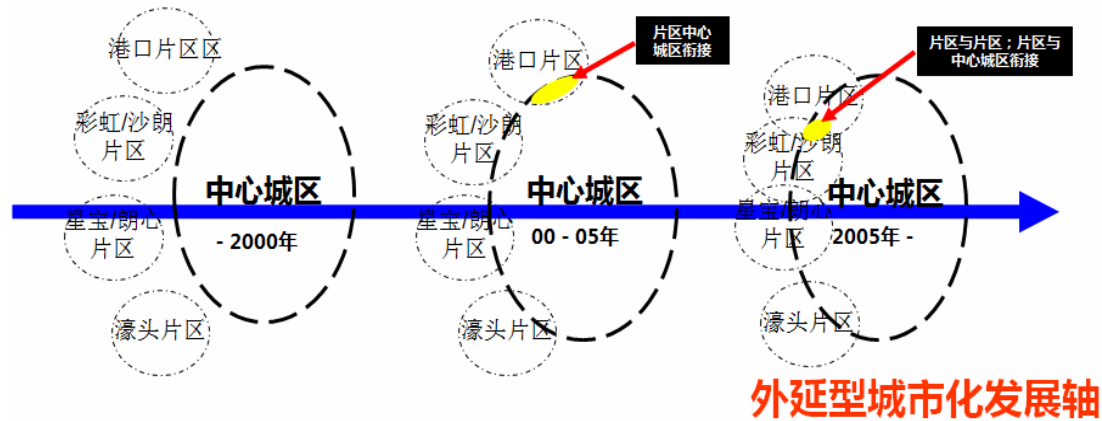 港口片区区
彩虹/沙朗
片区
中心城区
- 2000年
星宝/朗心
片区
濠头片区
片区中心
城区衔接
港口片区
彩虹/沙朗
片区
中心城区
00 - 05年
星宝/朗心
片区
濠头片区
片区与片区；片区与
中心城区衔接
港口片区
彩虹/沙朗
片区
中心城区
2005年 -
星宝/朗心
片区
濠头片区
外延型城市化发展轴